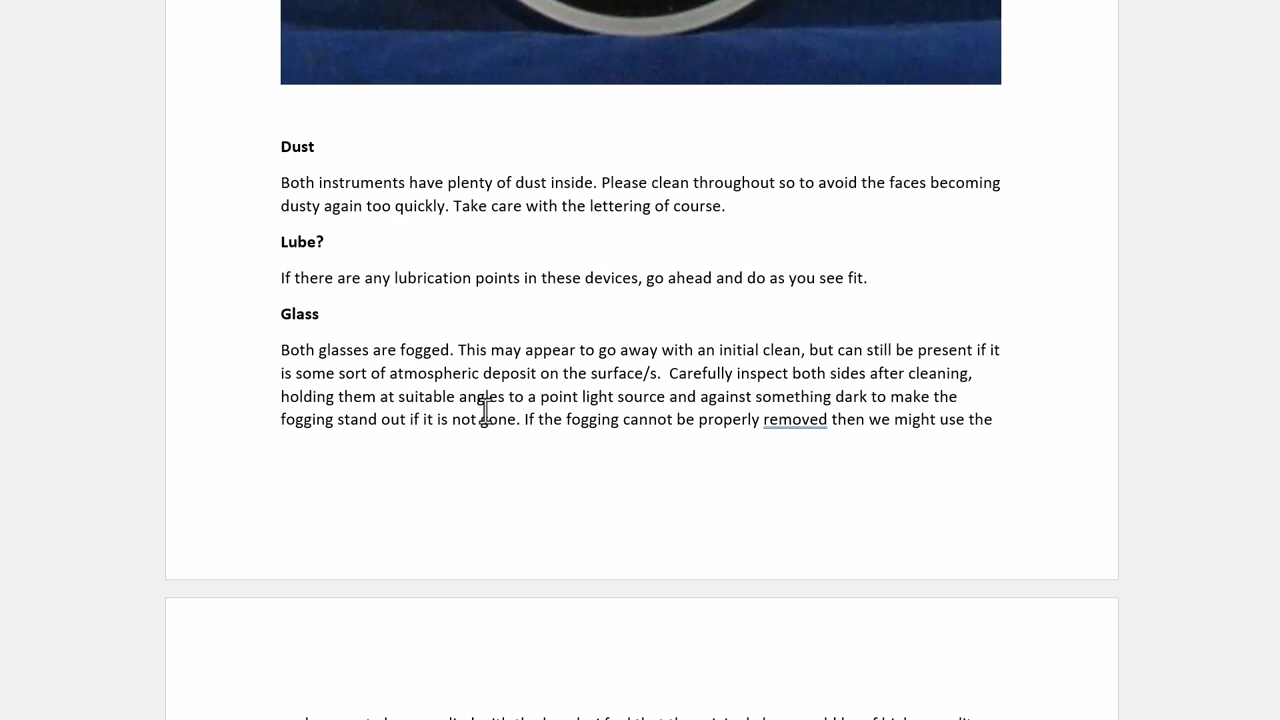 Dust
Both instruments have plenty of dust inside. Please clean throughout so to avoid the faces becoming
dusty again too quickly. Take care with the lettering of course.
Lube?
If there are any lubrication points in these devices, go ahead and do as you see fit.
Glass
Both glasses are fogged. This may appear to go away with an initial clean, but can still be present if it
is some sort of atmospheric deposit on the surface/s.  Carefully inspect both sides after cleaning,
holding them at suitable angles to a point light source and against something dark to make the
fogging stand out if it is not gone. If the fogging cannot be properly removed then we might use the